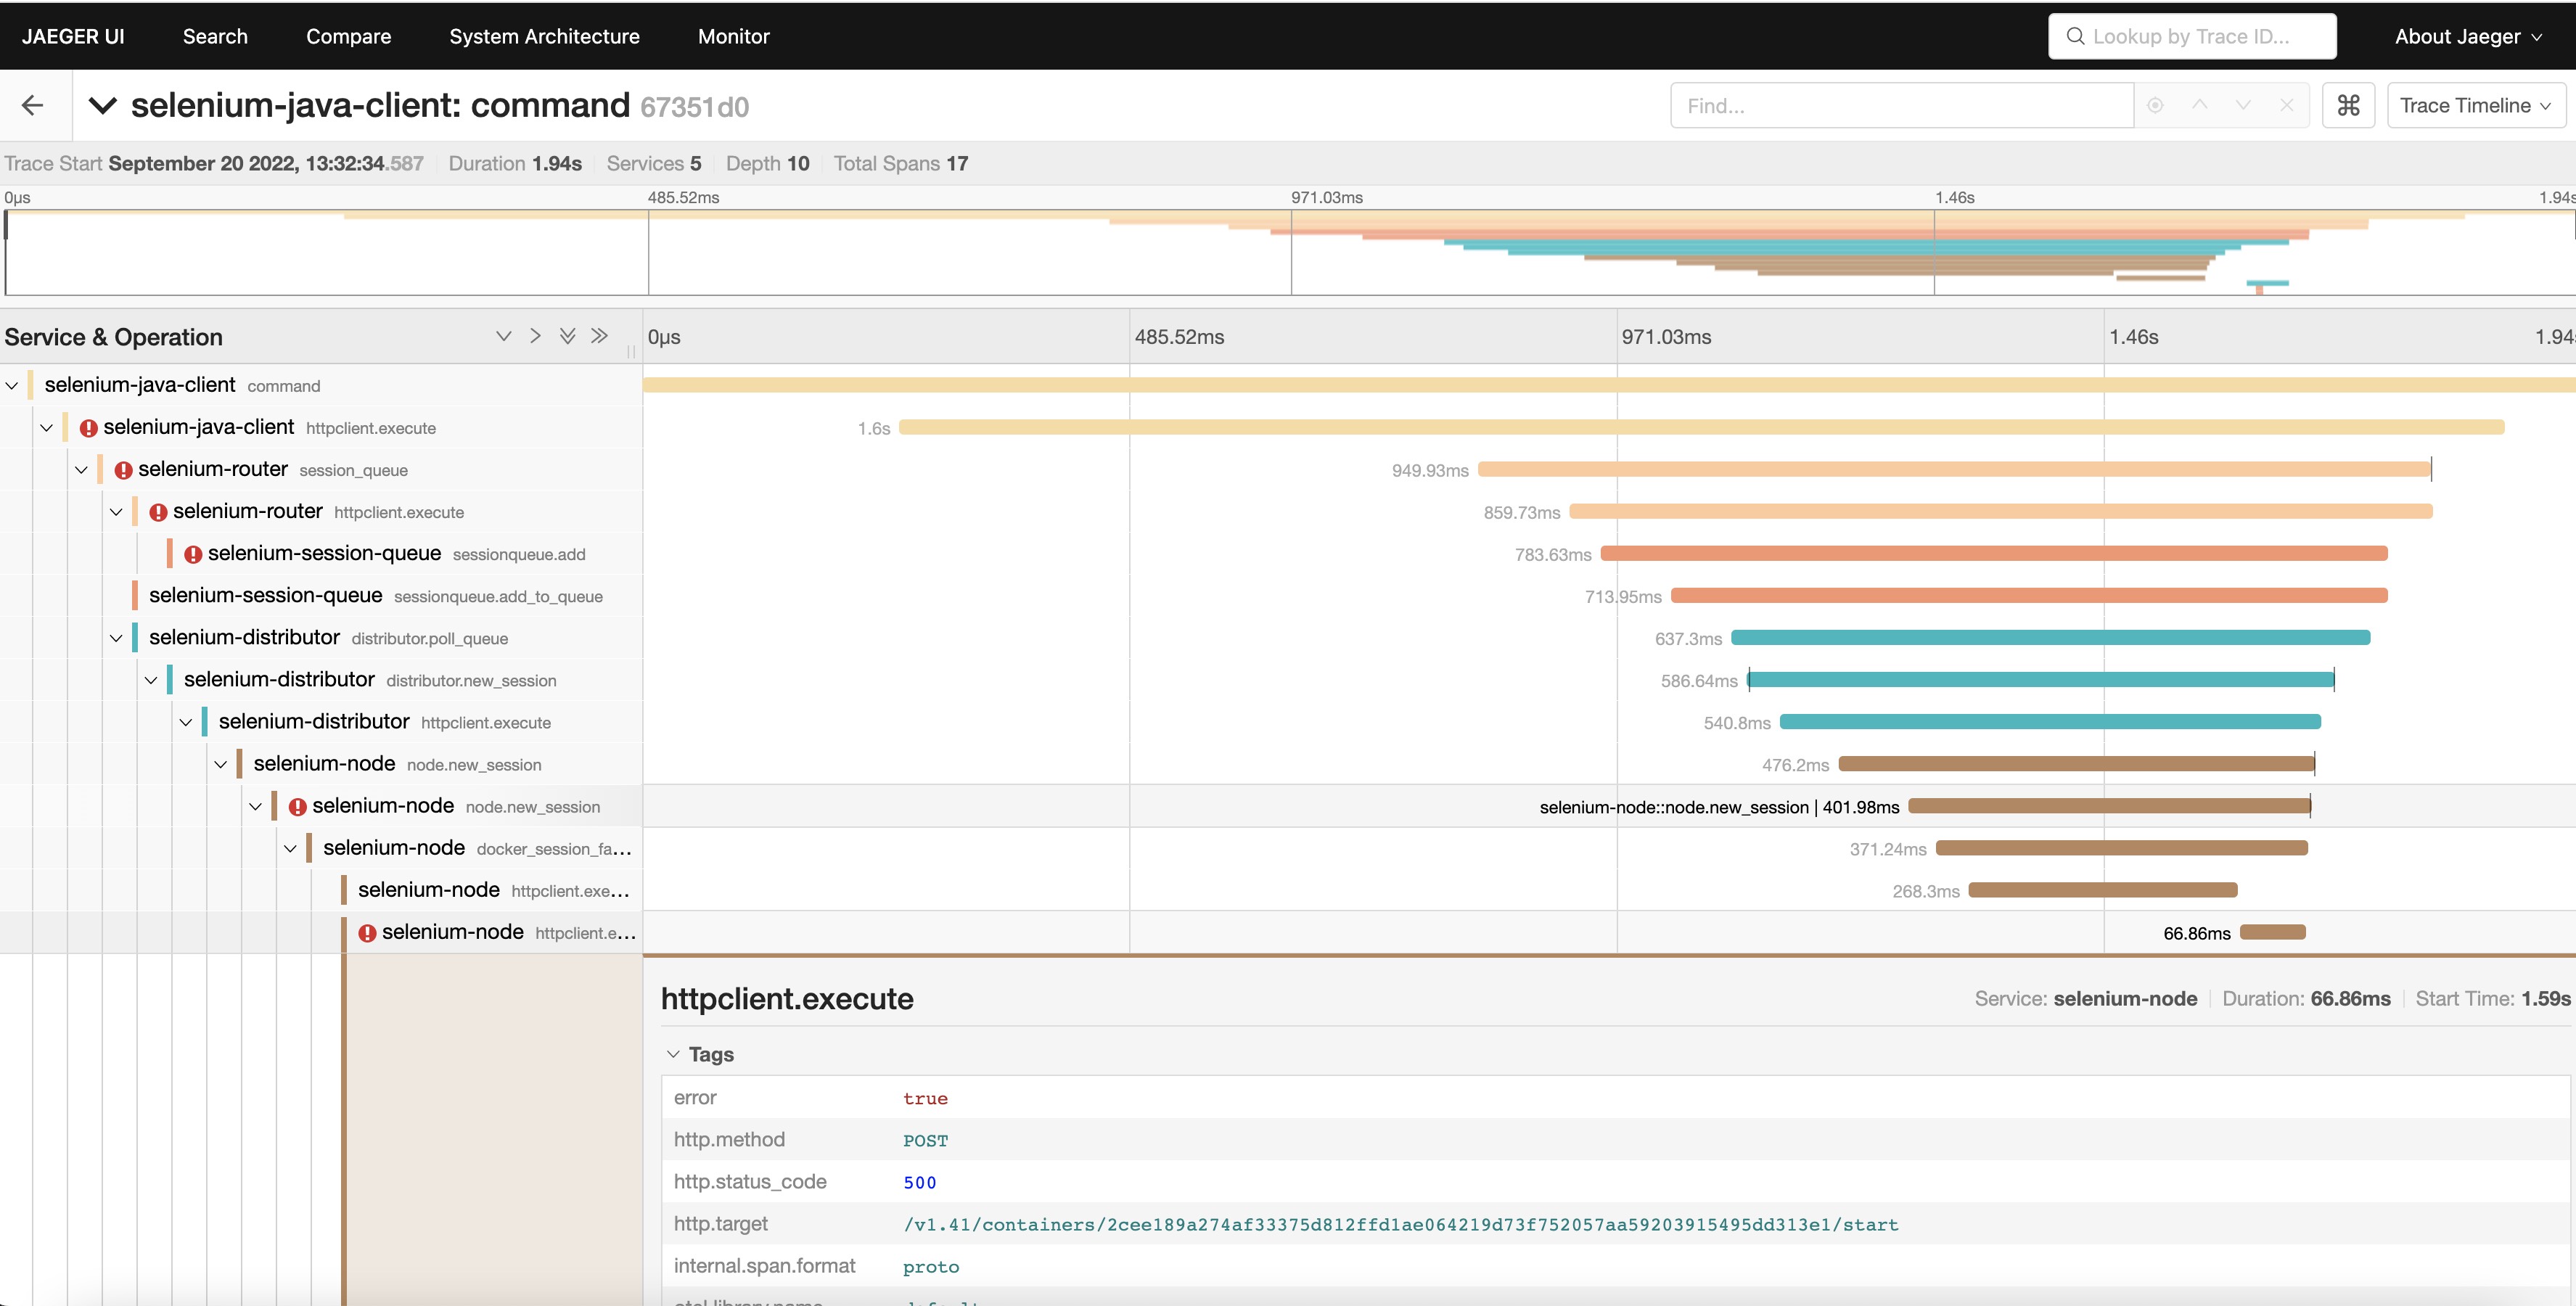 JAEGER UI Search Compare System Architecture Monitor Lookup by Trace ID... About Jaeger
selenium-java-client: command 67351d0 Find... Trace Timeline
Trace Start September 20 2022, 13:32:34.587 Duration 1.94s Services 5 Depth 10 Total Spans 17
0μs 485.52ms 971.03ms 1.46s 1.94s
Service & Operation 0μs 485.52ms 971.03ms 1.46s 1.94s
selenium-java-client command
selenium-java-client httpclient.execute 1.6s
selenium-router session_queue 949.93ms
selenium-router httpclient.execute 859.73ms
selenium-session-queue sessionqueue.add 783.63ms
selenium-session-queue sessionqueue.add_to_queue 713.95ms
selenium-distributor distributor.poll_queue 637.3ms
selenium-distributor distributor.new_session 586.64ms
selenium-distributor httpclient.execute 540.8ms
selenium-node node.new_session 476.2ms
selenium-node node.new_session selenium-node::node.new_session | 401.98ms
selenium-node docker_session_fa... 371.24ms
selenium-node httpclient.exe... 268.3ms
selenium-node httpclient.e... 66.86ms
httpclient.execute Service: selenium-node Duration: 66.86ms Start Time: 1.59s
Tags
error true
http.method POST
http.status_code 500
http.target /v1.41/containers/2cee189a274af33375d812ffd1ae064219d73f752057aa59203915495dd313e1/start
internal.span.format proto